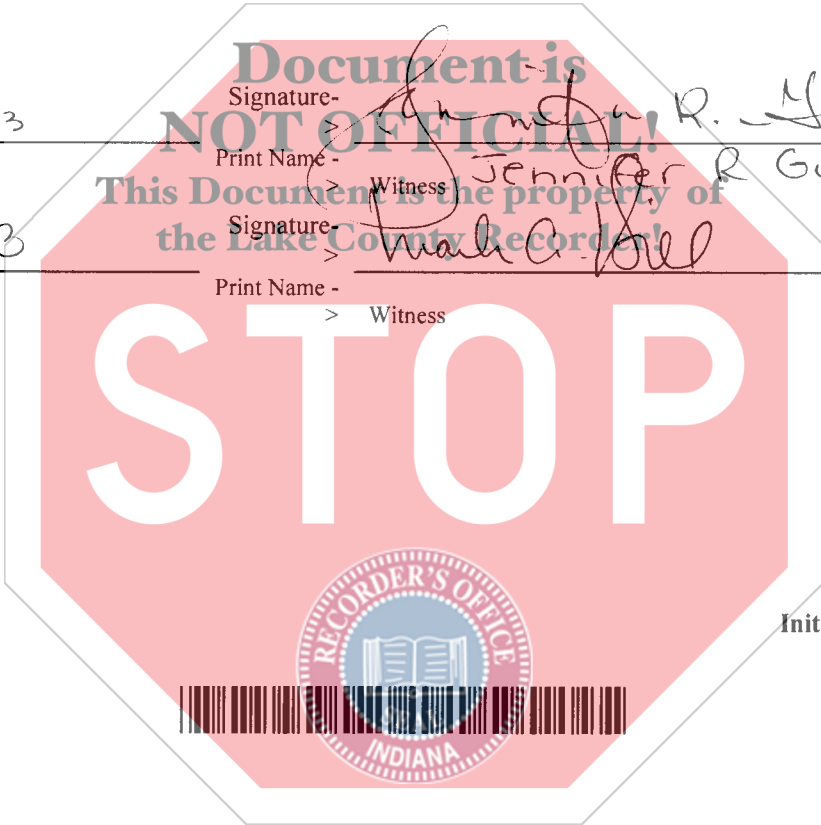 Document is
Signature-
3 > R.
NOT OFFICIAL!
Print Name -
> Witness Jennifer R
This Document is the property of
Signature-
3 >
the Lake County Recorder!
Print Name -
> Witness
STOP
RECORDER'S OFFICE
Init
SEAL
INDIANA